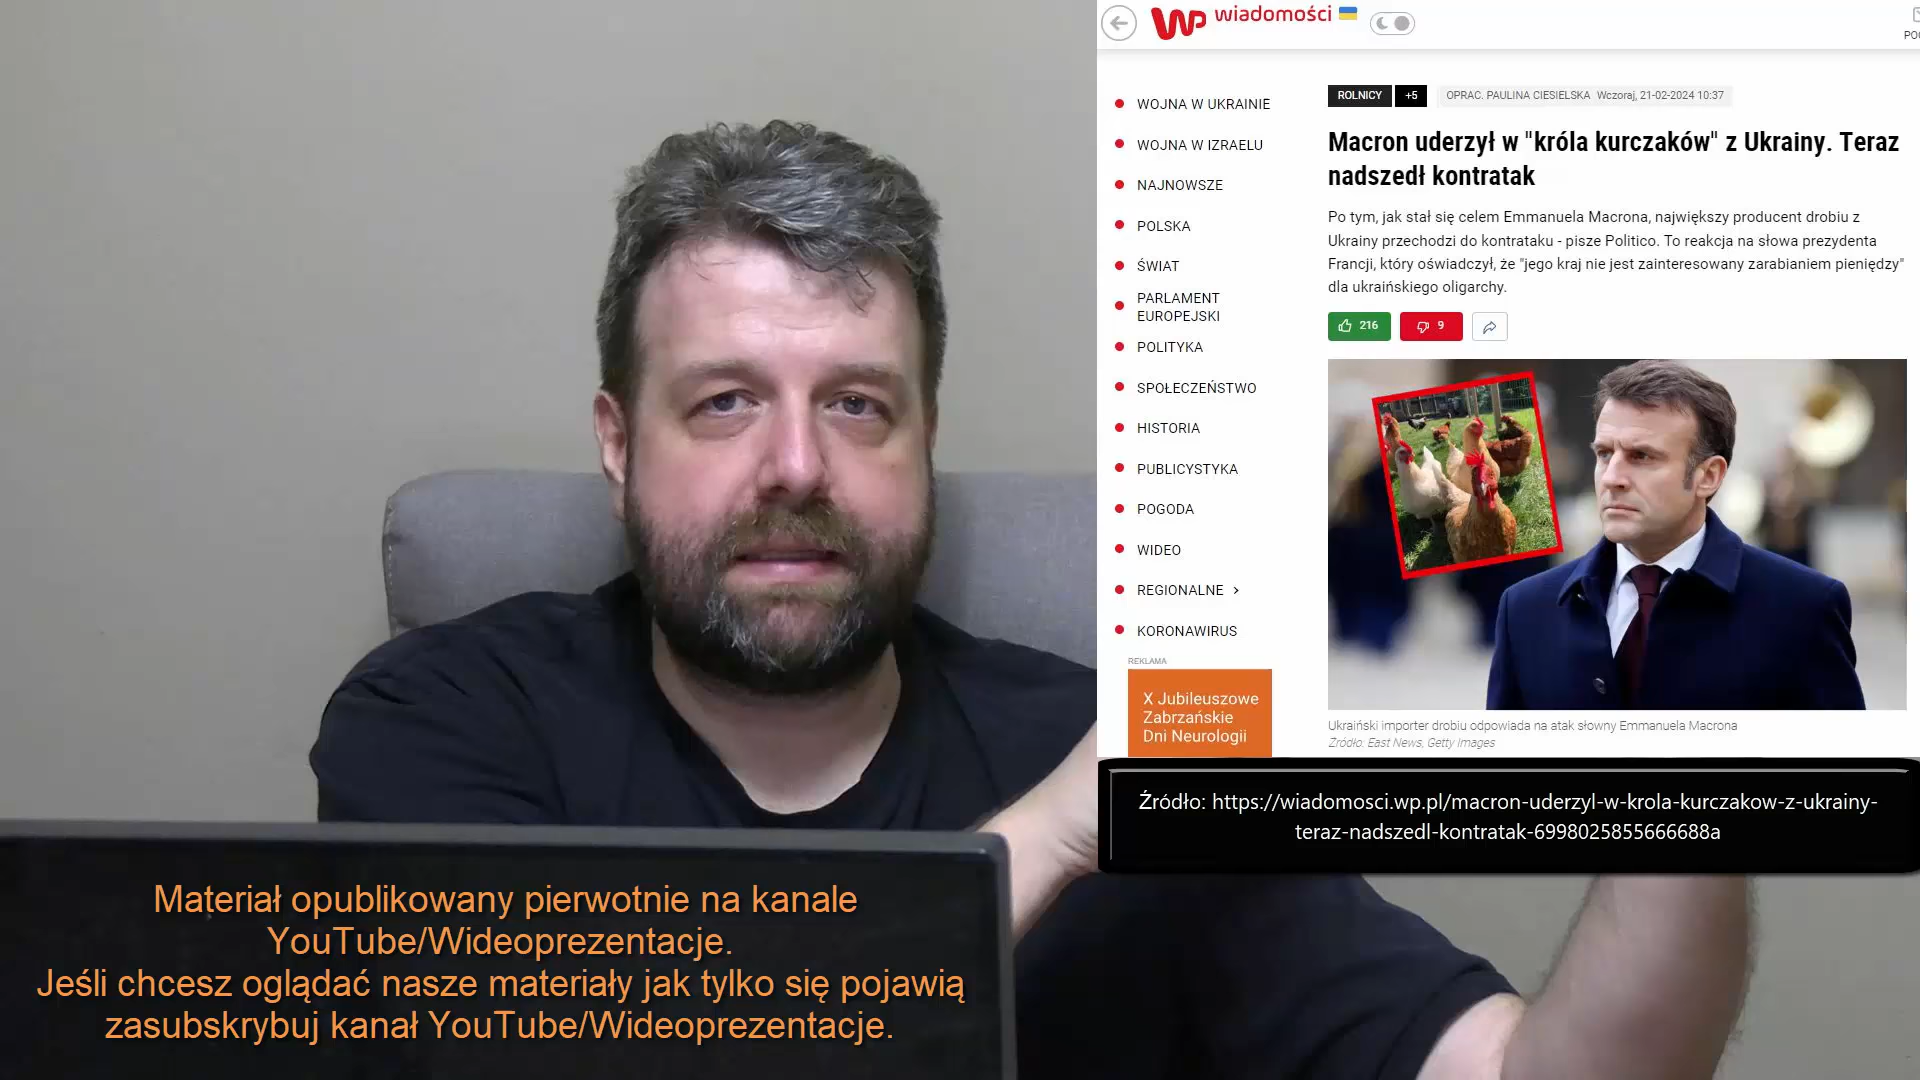 wp wiadomości
POC
WOJNA W UKRAINIE
WOJNA W IZRAELU
NAJNOWSZE
POLSKA
ŚWIAT
PARLAMENT
EUROPEJSKI
POLITYKA
SPOŁECZEŃSTWO
HISTORIA
PUBLICYSTYKA
POGODA
WIDEO
REGIONALNE >
KORONAWIRUS
REKLAMA
X Jubileuszowe
Zabrzańskie
Dni Neurologii
ROLNICY +5 OPRAC. PAULINA CIESIELSKA Wczoraj, 21-02-2024 10:37
Macron uderzył w "króla kurczaków" z Ukrainy. Teraz
nadszedł kontratak
Po tym, jak stał się celem Emmanuela Macrona, największy producent drobiu z
Ukrainy przechodzi do kontrataku - pisze Politico. To reakcja na słowa prezydenta
Francji, który oświadczył, że "jego kraj nie jest zainteresowany zarabianiem pieniędzy"
dla ukraińskiego oligarchy.
216 9
Ukraiński importer drobiu odpowiada na atak słowny Emmanuela Macrona
Źródło: East News, Getty Images
Źródło: https://wiadomosci.wp.pl/macron-uderzyl-w-krola-kurczakow-z-ukrainy-
teraz-nadszedl-kontratak-6998025855666688a
Materiał opublikowany pierwotnie na kanale
YouTube/Wideoprezentacje.
Jeśli chcesz oglądać nasze materiały jak tylko się pojawią
zasubskrybuj kanał YouTube/Wideoprezentacje.